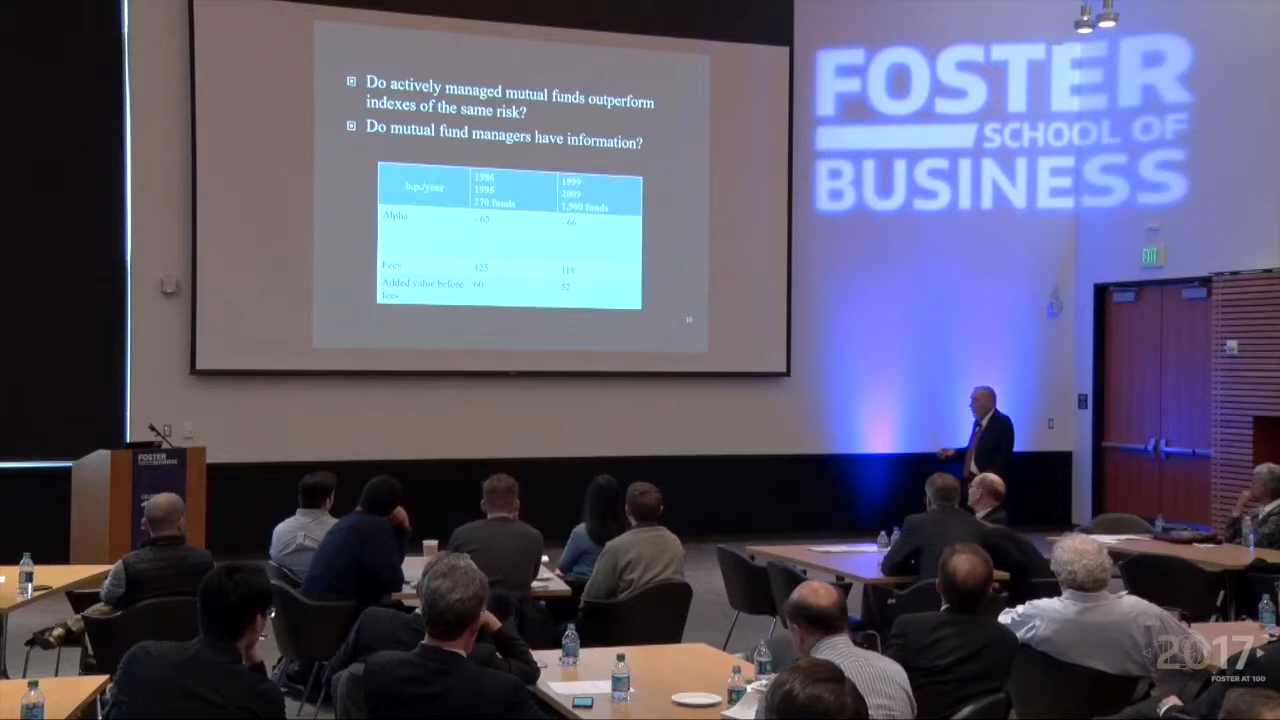 Do actively managed mutual funds outperform
indexes of the same risk?
Do mutual fund managers have information?
b.p./year
1986
1995
270 funds
1999
2009
1,900 funds
Alpha
- 65
-66
Fees
125
118
Added value before
fees
60
52
10
FOSTER
SCHOOL OF
BUSINESS
EXIT
FOSTER
2017
FOSTER AT 100